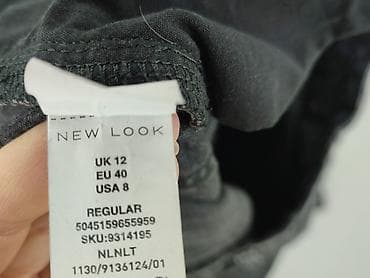 NEW LOOK
UK 12
EU 40
USA 8
REGULAR
5045159655959
SKU:9314195
NLNLT
1130/9136124/01